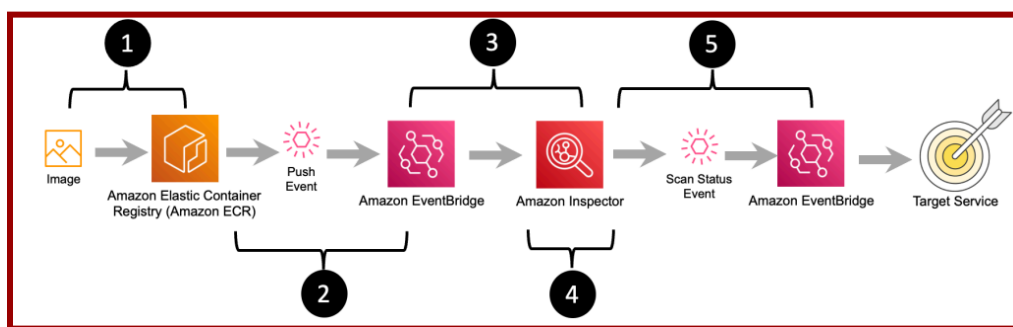 1
3
5
Image
Amazon Elastic Container
Registry (Amazon ECR)
Push
Event
Amazon EventBridge
Amazon Inspector
Scan Status
Event
Amazon EventBridge
Target Service
2
4